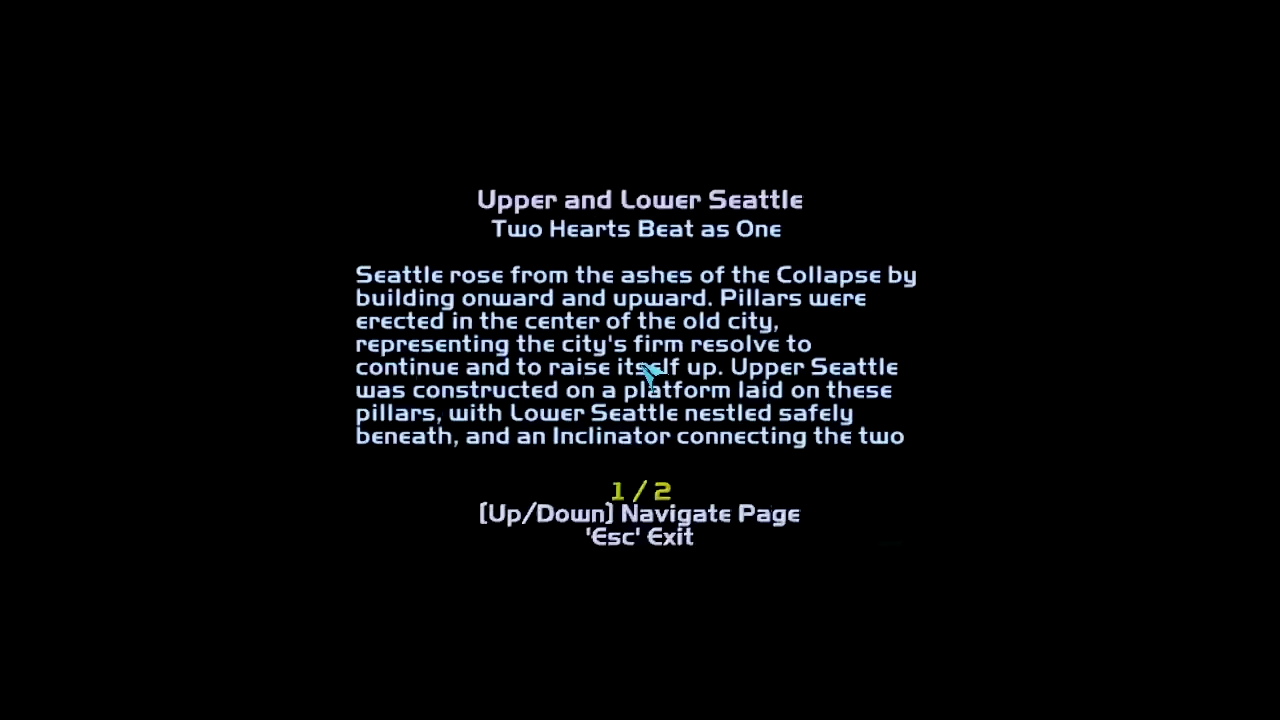 Upper and Lower Seattle
Two Hearts Beat as One
Seattle rose from the ashes of the Collapse by
building onward and upward. Pillars were
erected in the center of the old city,
representing the city's firm resolve to
continue and to raise itself up. Upper Seattle
was constructed on a platform laid on these
pillars, with Lower Seattle nestled safely
beneath, and an Inclinator connecting the two
1 / 2
[Up/Down] Navigate Page
'Esc' Exit